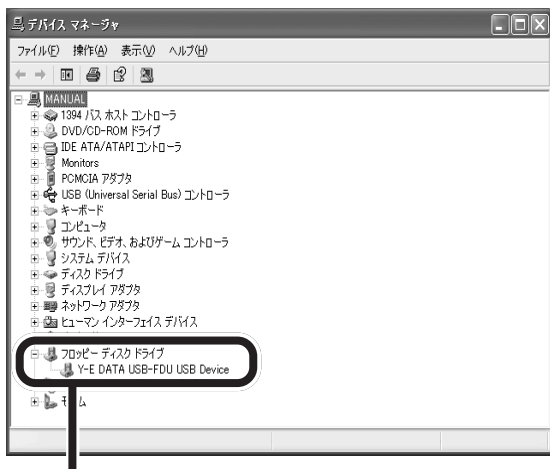 デバイス マネージャ
ファイル(F) 操作(A) 表示(V) ヘルプ(H)
MANUAL
1394 バス ホスト コントローラ
DVD/CD-ROM ドライブ
IDE ATA/ATAPI コントローラ
Monitors
PCMCIA アダプタ
USB (Universal Serial Bus) コントローラ
キーボード
コンピュータ
サウンド、ビデオ、およびゲーム コントローラ
システム デバイス
ディスク ドライブ
ディスプレイ アダプタ
ネットワーク アダプタ
ヒューマン インターフェイス デバイス
フロッピー ディスク ドライブ
Y-E DATA USB-FDU USB Device